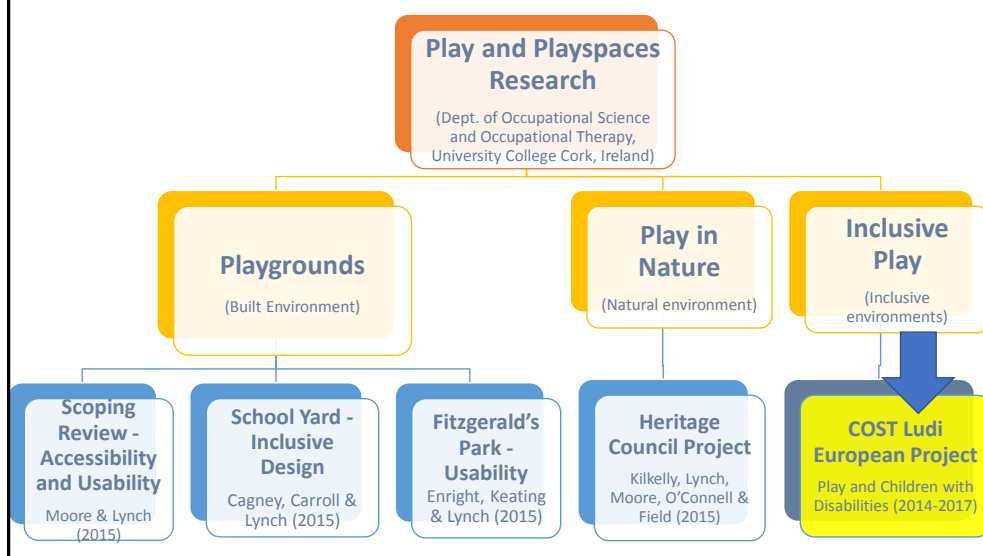 Play and Playspaces
Research
(Dept. of Occupational Science
and Occupational Therapy,
University College Cork, Ireland)
Playgrounds
(Built Environment)
Play in
Nature
(Natural environment)
Inclusive
Play
(Inclusive
environments)
Scoping
Review -
Accessibility
and Usability
Moore & Lynch
(2015)
School Yard -
Inclusive
Design
Cagney, Carroll &
Lynch (2015)
Fitzgerald’s
Park -
Usability
Enright, Keating
& Lynch (2015)
Heritage
Council Project
Kilkelly, Lynch,
Moore, O’Connell &
Field (2015)
COST Ludi
European Project
Play and Children with
Disabilities (2014-2017)